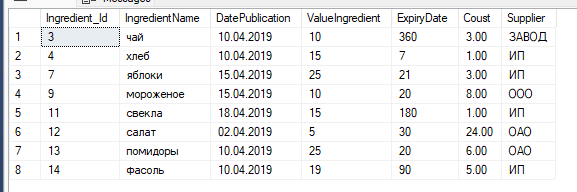 Ingredient_Id IngredientName DatePublication ValueIngredient ExpiryDate Coust Supplier
1 3 чай 10.04.2019 10 360 3.00 ЗАВОД
2 4 хлеб 10.04.2019 15 7 1.00 ИП
3 7 яблоки 15.04.2019 25 21 3.00 ИП
4 9 мороженое 15.04.2019 10 20 8.00 ООО
5 11 свекла 18.04.2019 15 180 1.00 ИП
6 12 салат 02.04.2019 5 30 24.00 ОАО
7 13 помидоры 10.04.2019 25 20 6.00 ОАО
8 14 фасоль 10.04.2019 19 90 5.00 ИП